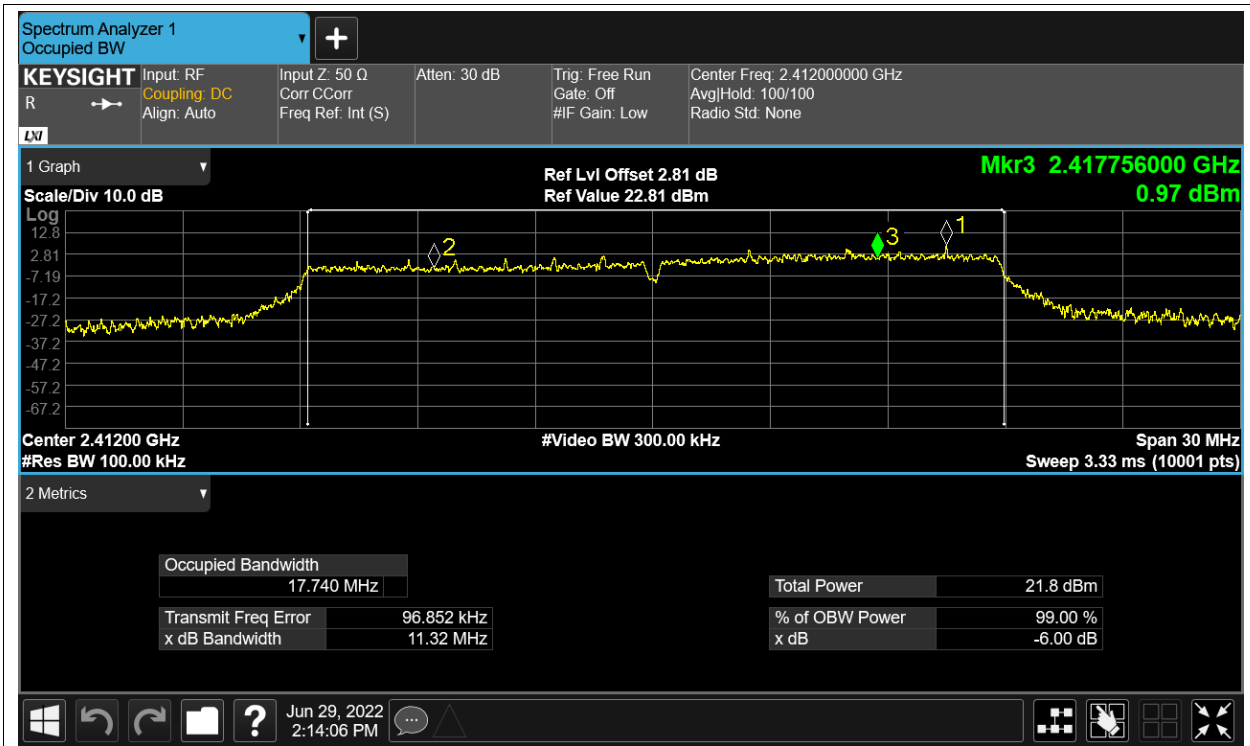 Spectrum Analyzer 1
Occupied BW
KEYSIGHT
R
LXI
Input: RF
Coupling: DC
Align: Auto
Input Z: 50 Ω
Corr CCorr
Freq Ref: Int (S)
Atten: 30 dB
Trig: Free Run
Gate: Off
#IF Gain: Low
Center Freq: 2.412000000 GHz
Avg|Hold: 100/100
Radio Std: None
1 Graph
Scale/Div 10.0 dB
Ref Lvl Offset 2.81 dB
Ref Value 22.81 dBm
Mkr3 2.417756000 GHz
0.97 dBm
Log
12.8
2.81
-7.19
-17.2
-27.2
-37.2
-47.2
-57.2
-67.2
2
3
1
Center 2.41200 GHz
#Video BW 300.00 kHz
Span 30 MHz
#Res BW 100.00 kHz
Sweep 3.33 ms (10001 pts)
2 Metrics
Occupied Bandwidth
17.740 MHz
Total Power 21.8 dBm
Transmit Freq Error 96.852 kHz
% of OBW Power 99.00 %
x dB Bandwidth 11.32 MHz
x dB -6.00 dB
?
Jun 29, 2022
2:14:06 PM